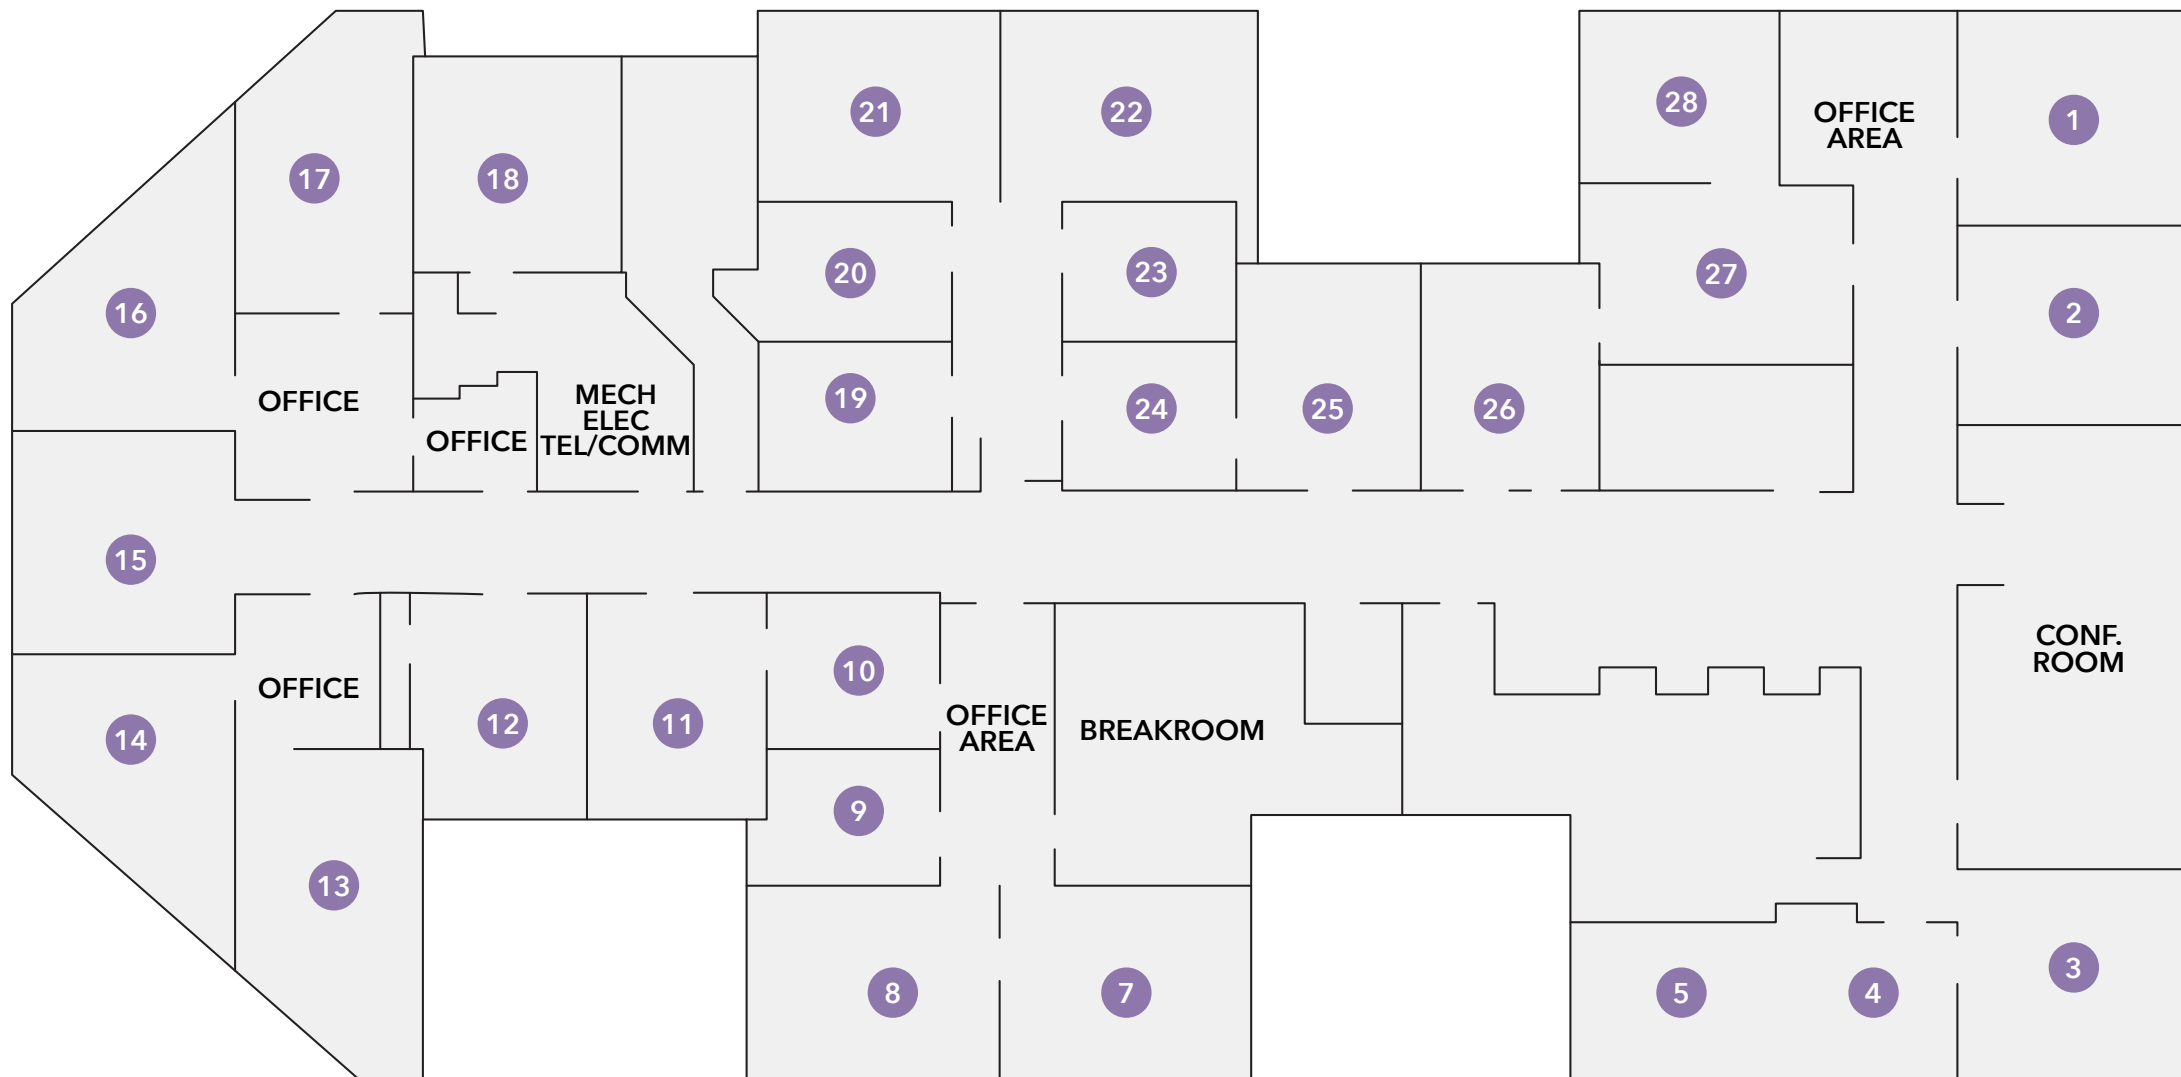 21
22
28
OFFICE
AREA
1
17
18
20
23
27
16
2
OFFICE
MECH
ELEC
TEL/COMM
OFFICE
19
24
25
26
15
CONF.
ROOM
OFFICE
10
14
12
11
OFFICE
AREA
BREAKROOM
9
13
3
8
7
5
4